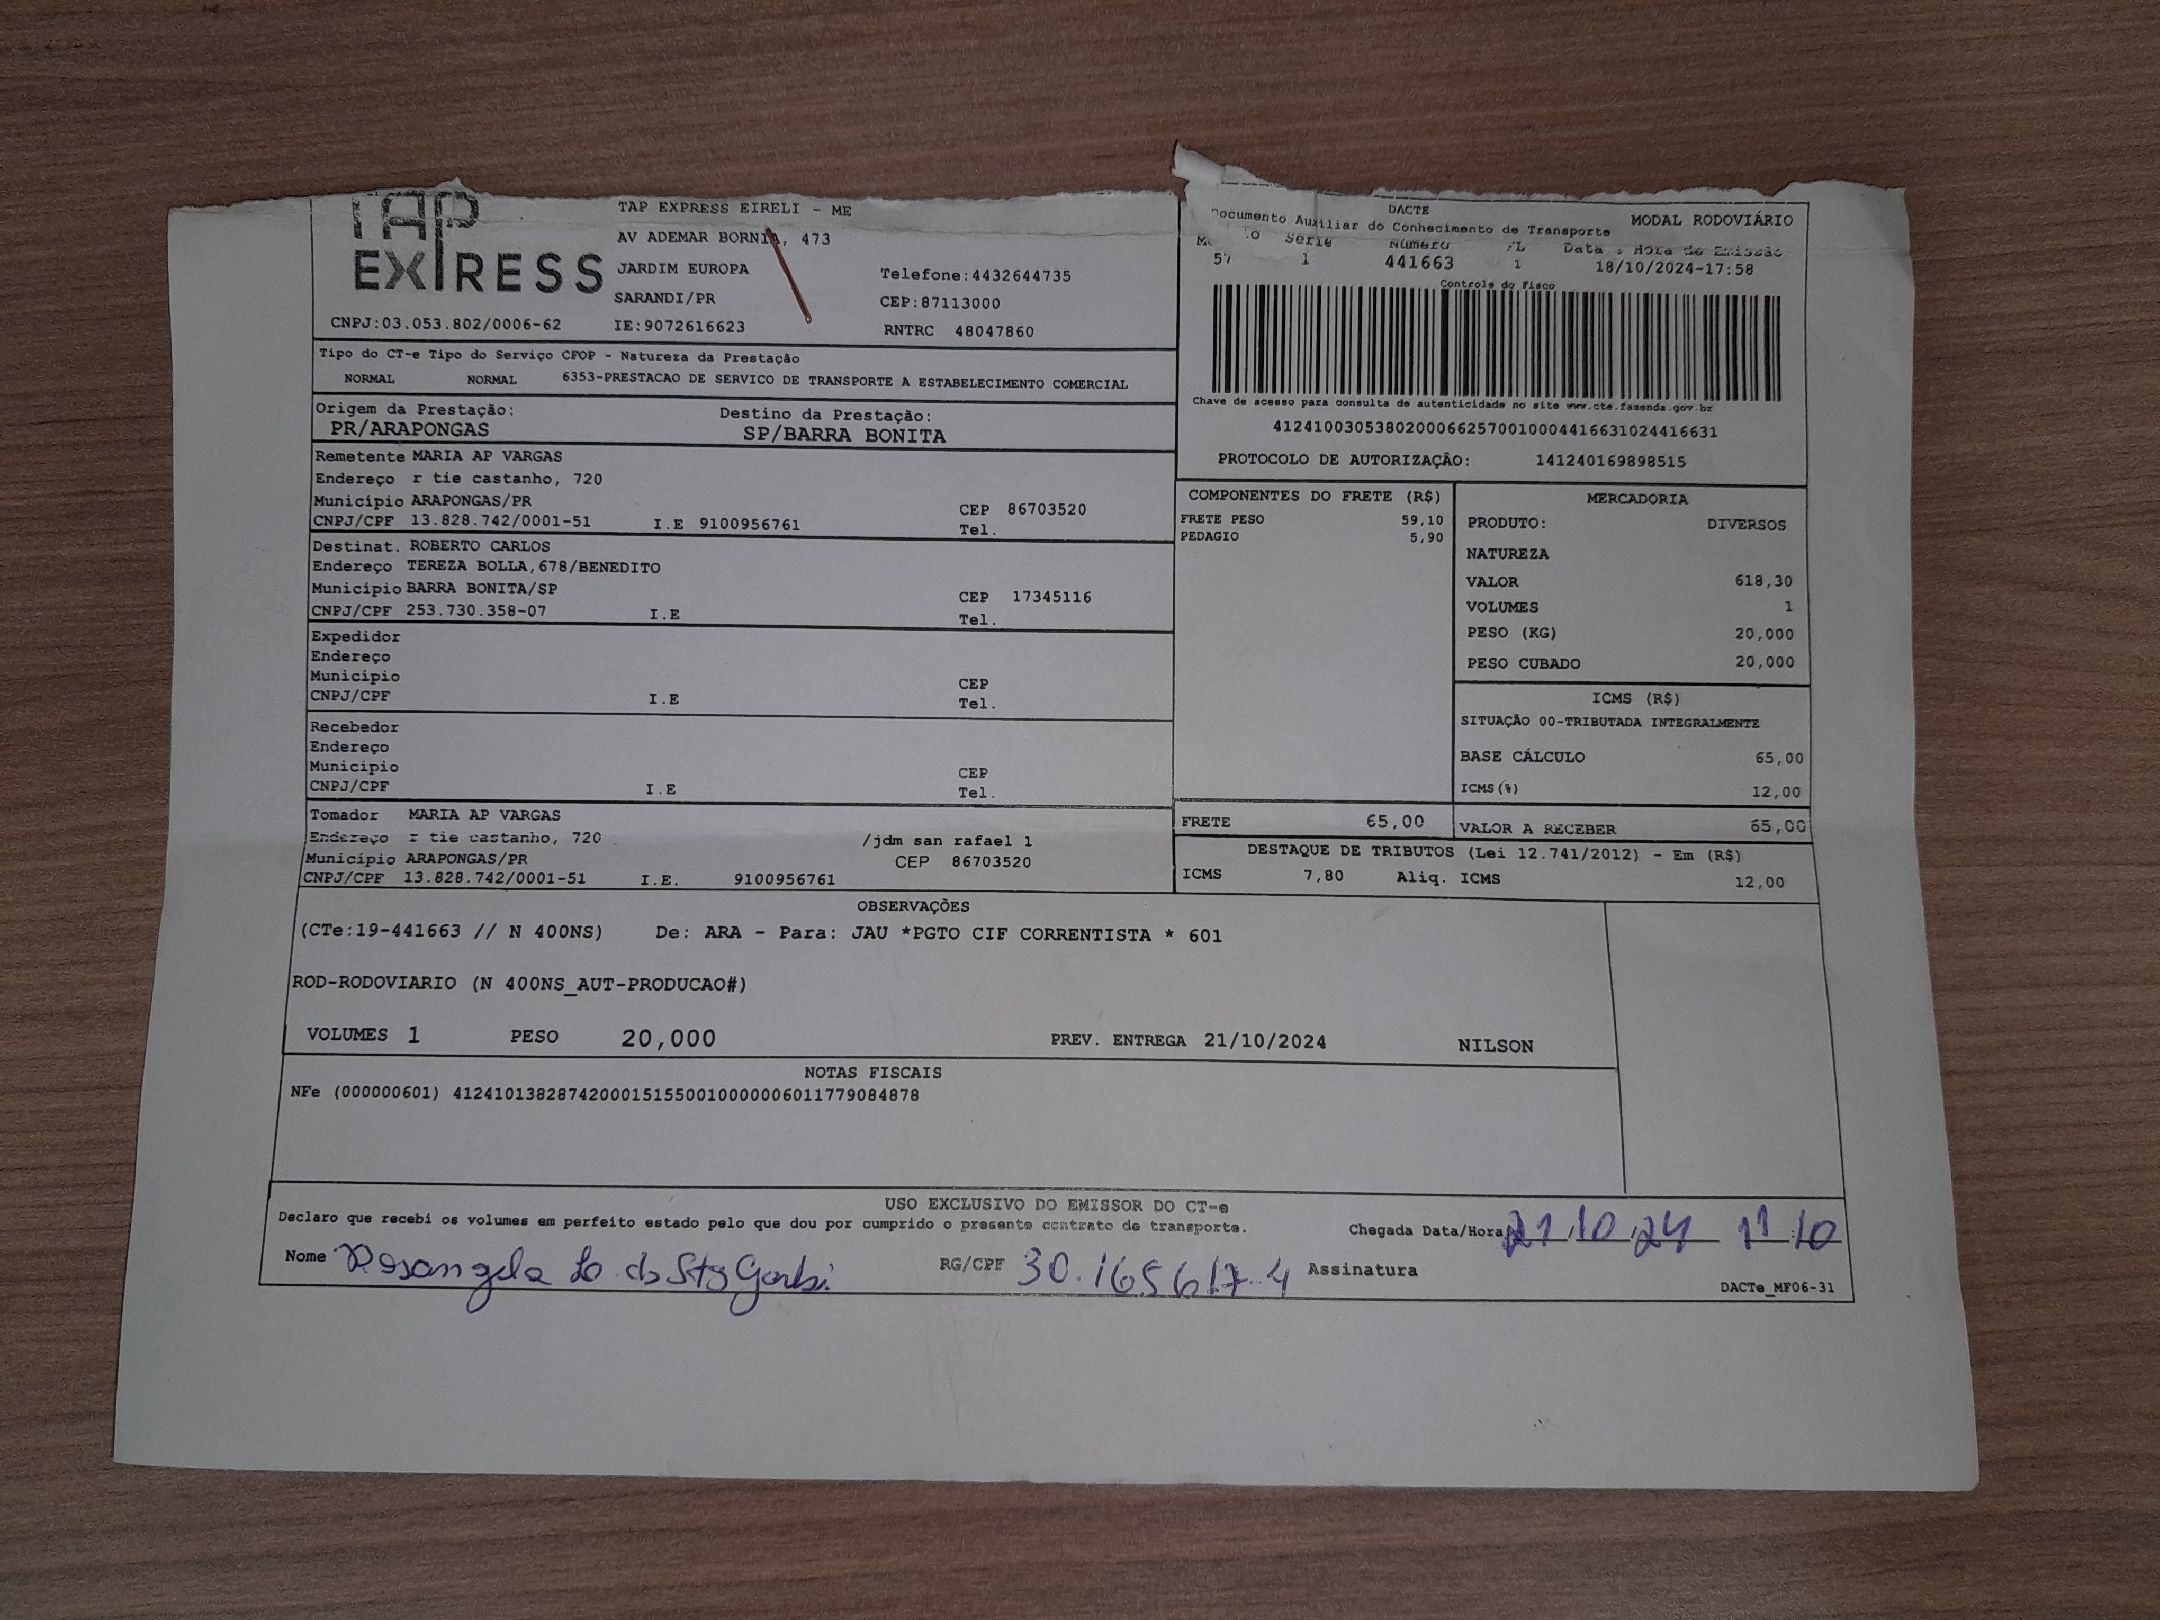 TAP
EXPRESS
CNPJ:03.053.802/0006-62
TAP EXPRESS EIRELI - ME
AV ADEMAR BORNIA, 473
JARDIM EUROPA
SARANDI/PR
IE:9072616623
Telefone:4432644735
CEP:87113000
RNTRC 48047860
DACTE
Documento Auxiliar do Conhecimento de Transporte
MODAL RODOVIÁRIO
Série Número FL Data e Hora de Emissão
57 1 441663 1 18/10/2024-17:58
Controle do Fisco
Chave de acesso para consulta de autenticidade no site www.cte.fazenda.gov.br
41241003053802000662570010004416631024416631
PROTOCOLO DE AUTORIZAÇÂO: 141240169898515
Tipo do CT-e Tipo do Serviço CFOP - Natureza da Prestação
NORMAL NORMAL 6353-PRESTACAO DE SERVICO DE TRANSPORTE A ESTABELECIMENTO COMERCIAL
Origem da Prestação: Destino da Prestação:
PR/ARAPONGAS SP/BARRA BONITA
Remetente MARIA AP VARGAS
Endereço r tie castanho, 720
Município ARAPONGAS/PR CEP 86703520
CNPJ/CPF 13.828.742/0001-51 I.E 9100956761 Tel.
Destinat. ROBERTO CARLOS
Endereço TEREZA BOLLA,678/BENEDITO
Município BARRA BONITA/SP CEP 17345116
CNPJ/CPF 253.730.358-07 I.E Tel.
Expedidor
Endereço
Município CEP
CNPJ/CPF I.E Tel.
Recebedor
Endereço
Município CEP
CNPJ/CPF I.E Tel.
Tomador MARIA AP VARGAS
Endereço r tie castanho, 720 /jdm san rafael 1
Município ARAPONGAS/PR CEP 86703520
CNPJ/CPF 13.828.742/0001-51 I.E. 9100956761
COMPONENTES DO FRETE (R$)
FRETE PESO 59,10
PEDAGIO 5,90
FRETE 65,00
MERCADORIA
PRODUTO: DIVERSOS
NATUREZA
VALOR 618,30
VOLUMES 1
PESO (KG) 20,000
PESO CUBADO 20,000
ICMS (R$)
SITUAÇÃO 00-TRIBUTADA INTEGRALMENTE
BASE CÁLCULO 65,00
ICMS(%) 12,00
VALOR A RECEBER 65,00
DESTAQUE DE TRIBUTOS (Lei 12.741/2012) - Em (R$)
ICMS 7,80 Aliq. ICMS 12,00
OBSERVAÇÕES
(CTe:19-441663 // N 400NS) De: ARA - Para: JAU *PGTO CIF CORRENTISTA * 601
ROD-RODOVIARIO (N 400NS_AUT-PRODUCAO#)
VOLUMES 1 PESO 20,000 PREV. ENTREGA 21/10/2024 NILSON
NOTAS FISCAIS
NFe (000000601) 41241013828742000151550010000006011779084878
USO EXCLUSIVO DO EMISSOR DO CT-e
Declaro que recebi os volumes em perfeito estado pelo que dou por cumprido o presente contrato de transporte. Chegada Data/Hora 21/10/24 11:10
Nome Rosangela RG/CPF 30.165617-4 Assinatura
DACTe_MF06-31